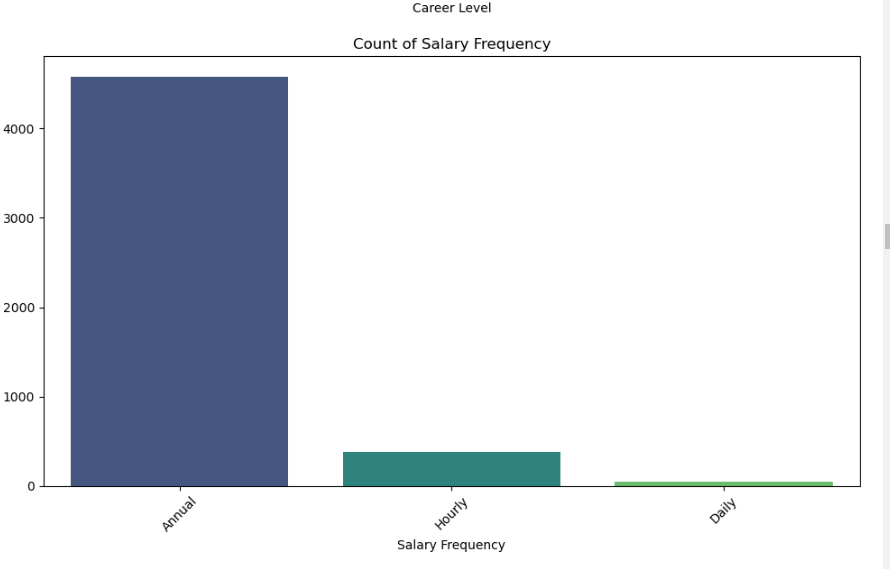 Career Level
Count of Salary Frequency
4000
3000
2000
1000
0
Annual
Hourly
Daily
Salary Frequency